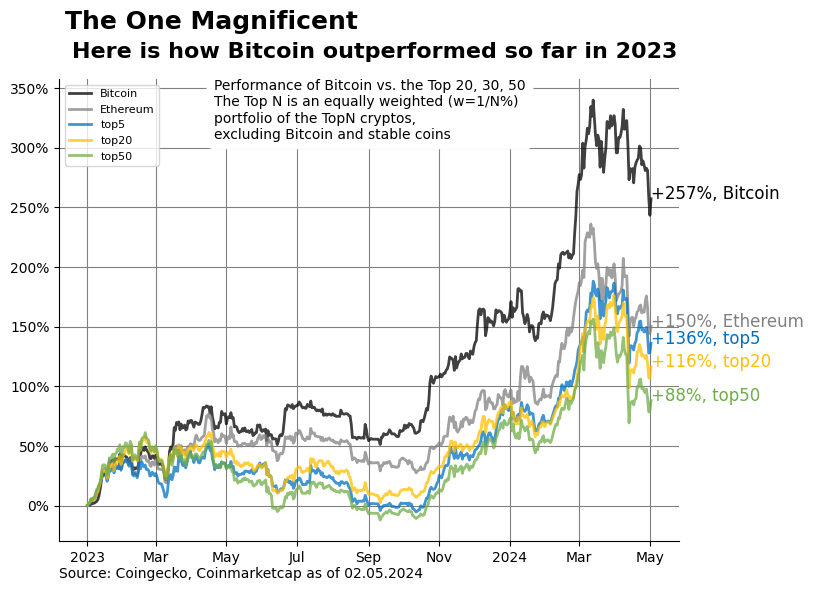 The One Magnificent
Here is how Bitcoin outperformed so far in 2023
350%
300%
250%
200%
150%
100%
50%
0%
Bitcoin
Ethereum
top5
top20
top50
Performance of Bitcoin vs. the Top 20, 30, 50
The Top N is an equally weighted (w=1/N%)
portfolio of the TopN cryptos,
excluding Bitcoin and stable coins
+257%, Bitcoin
+150%, Ethereum
+136%, top5
+116%, top20
+88%, top50
2023 Mar May Jul Sep Nov 2024 Mar May
Source: Coingecko, Coinmarketcap as of 02.05.2024